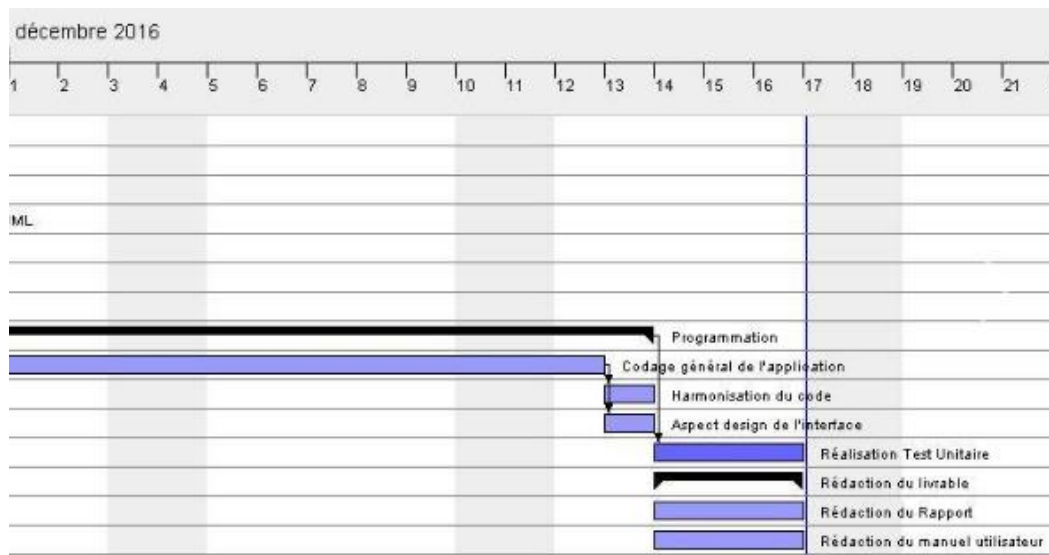 décembre 2016
1 2 3 4 5 6 7 8 9 10 11 12 13 14 15 16 17 18 19 20 21
ML
Programmation
Codage général de l'application
Harmonisation du code
Aspect design de l'interface
Réalisation Test Unitaire
Rédaction du livrable
Rédaction du Rapport
Rédaction du manuel utilisateur